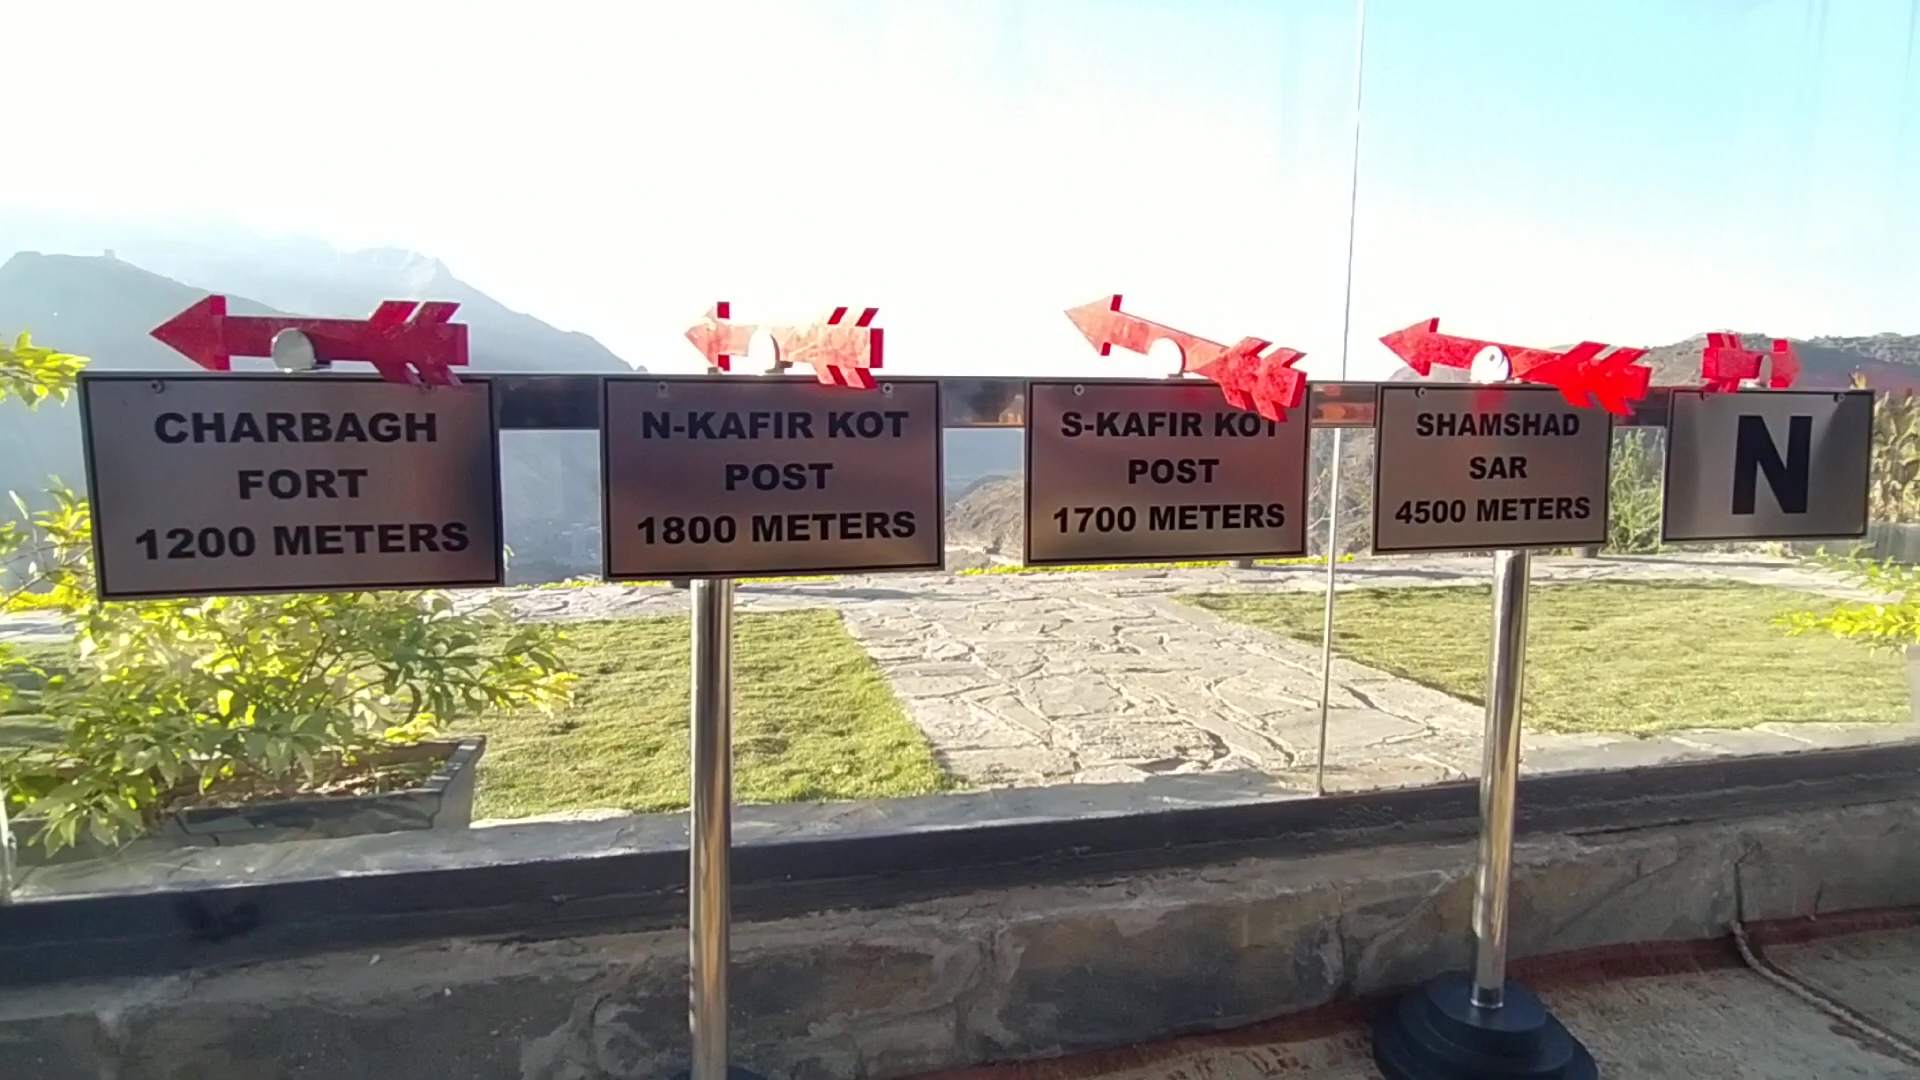 CHARBAGH
FORT
1200 METERS
N-KAFIR KOT
POST
1800 METERS
S-KAFIR KOT
POST
1700 METERS
SHAMSHAD
SAR
4500 METERS
N